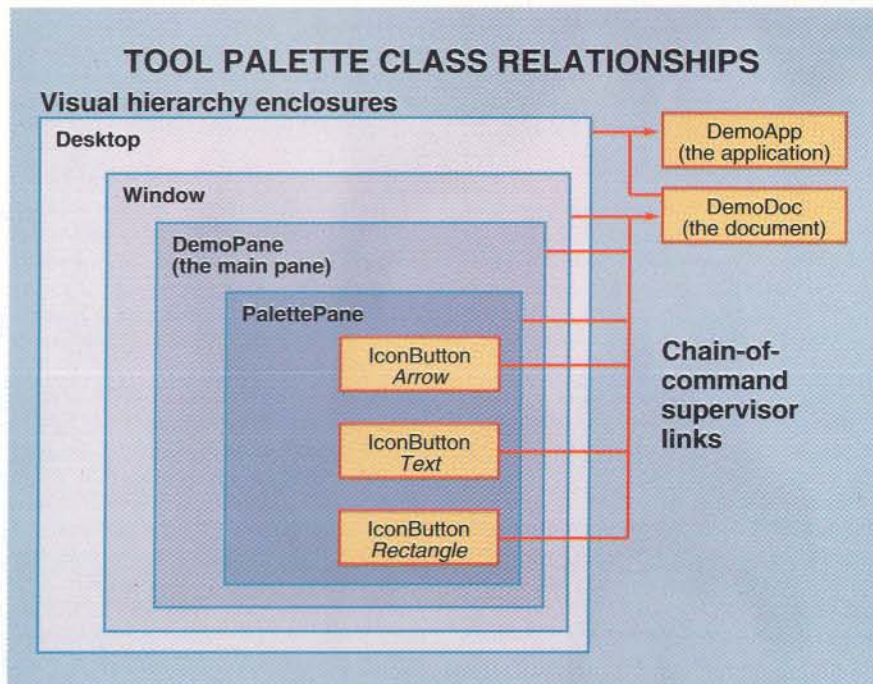 TOOL PALETTE CLASS RELATIONSHIPS
Visual hierarchy enclosures
Desktop
Window
DemoPane
(the main pane)
PalettePane
IconButton
Arrow
IconButton
Text
IconButton
Rectangle
DemoApp
(the application)
DemoDoc
(the document)
Chain-of-
command
supervisor
links